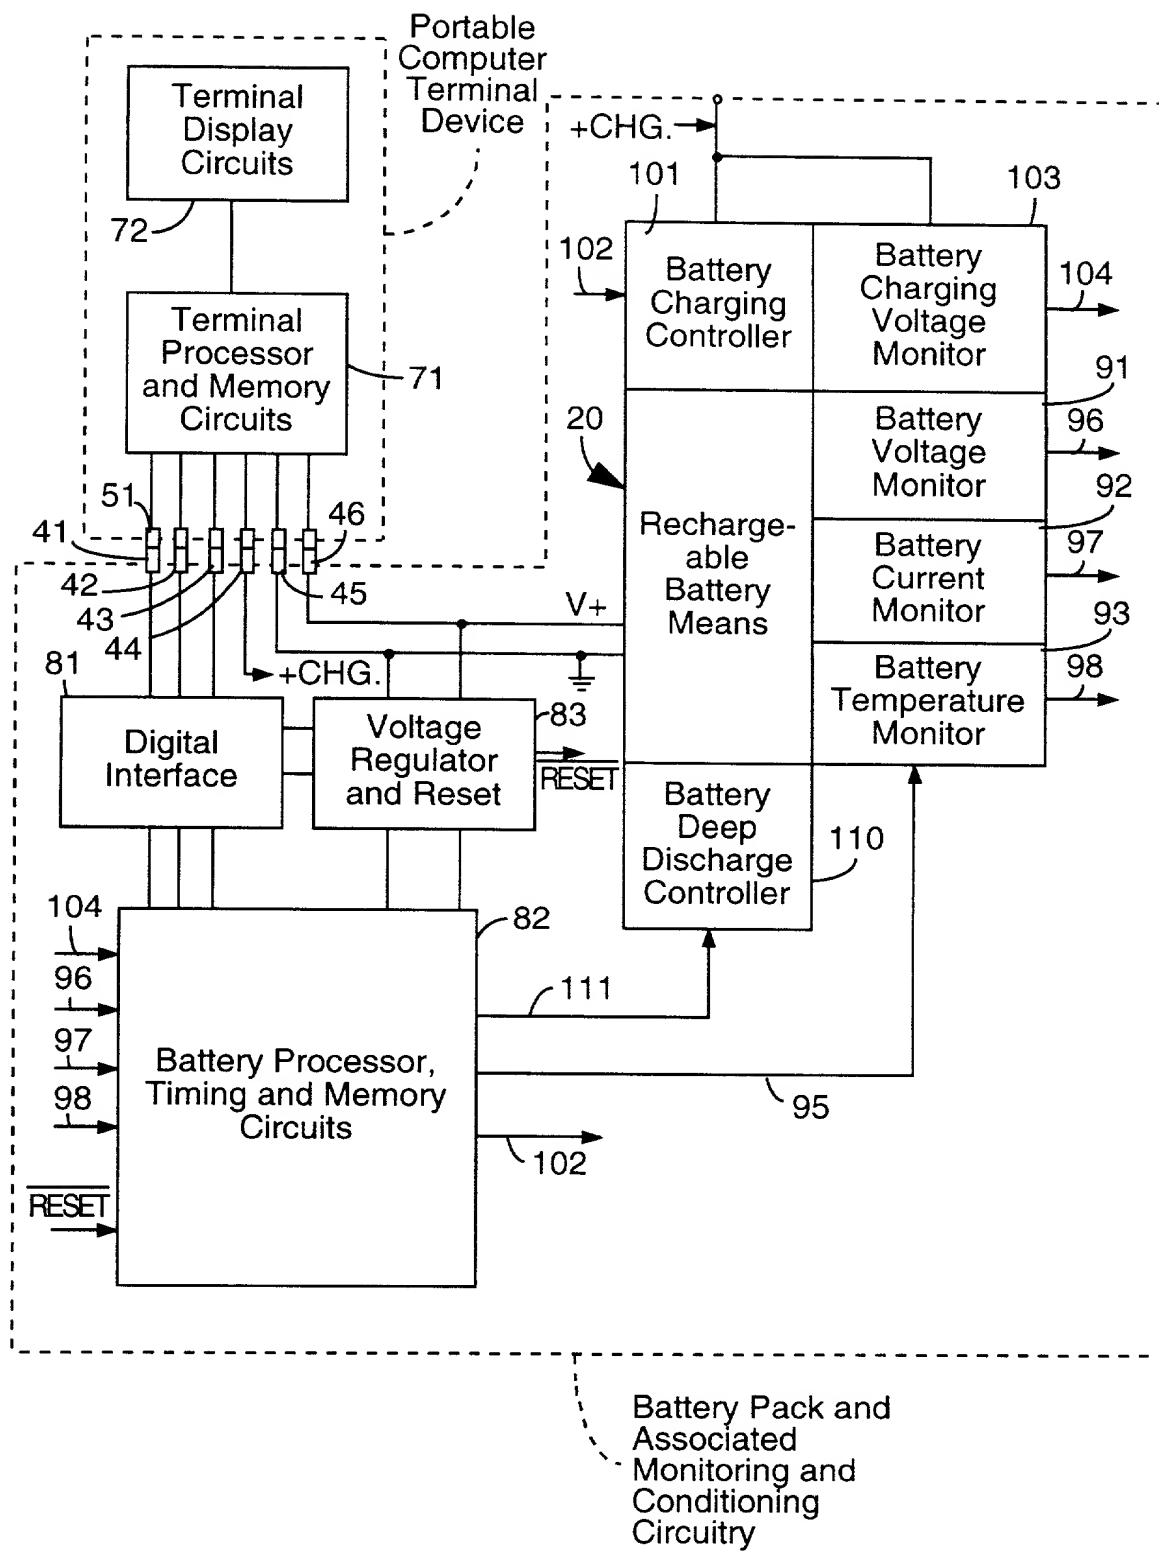 Portable
Computer
Terminal
Device
Terminal
Display
Circuits
72
Terminal
Processor
and Memory
Circuits
71
51
41
42
43
44
46
45
+CHG.
V+
+CHG.
101
103
102
Battery
Charging
Controller
Battery
Charging
Voltage
Monitor
104
91
20
Battery
Voltage
Monitor
96
92
Recharge-
able
Battery
Means
Battery
Current
Monitor
97
93
Battery
Temperature
Monitor
98
81
Digital
Interface
Voltage
Regulator
and Reset
83
RESET
Battery
Deep
Discharge
Controller
110
104
96
97
98
RESET
82
Battery Processor,
Timing and Memory
Circuits
111
95
102
Battery Pack and
Associated
Monitoring and
Conditioning
Circuitry